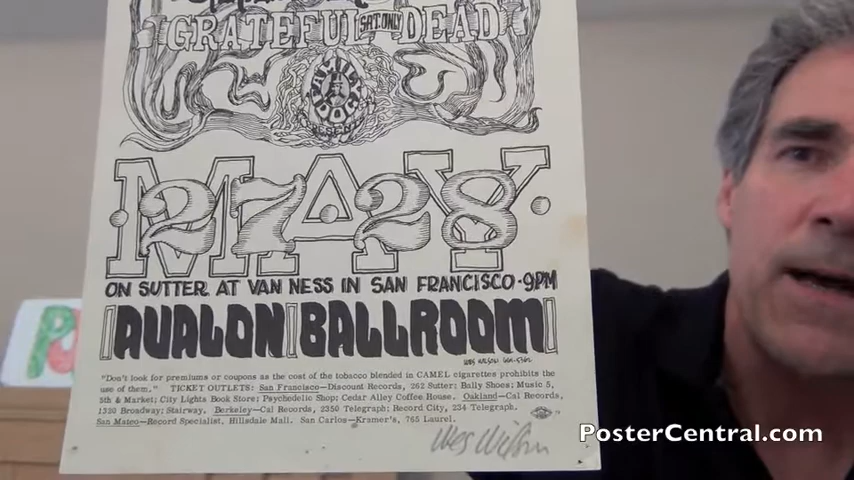 GRATEFUL SAT. ONLY DEAD
FAMILY DOG
PRESENTS
MAY
27 28
ON SUTTER AT VAN NESS IN SAN FRANCISCO • 9PM
AVALON BALLROOM
"Don't look for premiums or coupons as the cost of the tobacco blended in CAMEL cigarettes prohibits the
use of them." TICKET OUTLETS: San Francisco—Discount Records, 262 Sutter; Bally Shoes; Music 5,
5th & Market; City Lights Book Store; Psychedelic Shop; Cedar Alley Coffee House. Oakland—Cal Records,
1320 Broadway; Stairway. Berkeley—Cal Records, 2350 Telegraph; Record City, 234 Telegraph.
San Mateo—Record Specialist, Hillsdale Mall. San Carlos—Kramer's, 765 Laurel.
Wes Wilson
PosterCentral.com